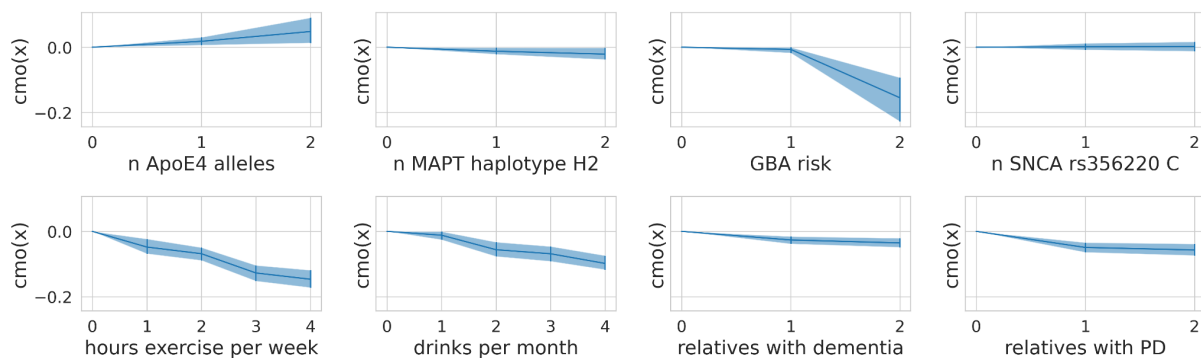 cmo(x)
0.0
−0.2
0 1 2
n ApoE4 alleles
cmo(x)
0 1 2
n MAPT haplotype H2
cmo(x)
0 1 2
GBA risk
cmo(x)
0 1 2
n SNCA rs356220 C
cmo(x)
0.0
−0.2
0 1 2 3 4
hours exercise per week
cmo(x)
0 1 2 3 4
drinks per month
cmo(x)
0 1 2
relatives with dementia
cmo(x)
0 1 2
relatives with PD